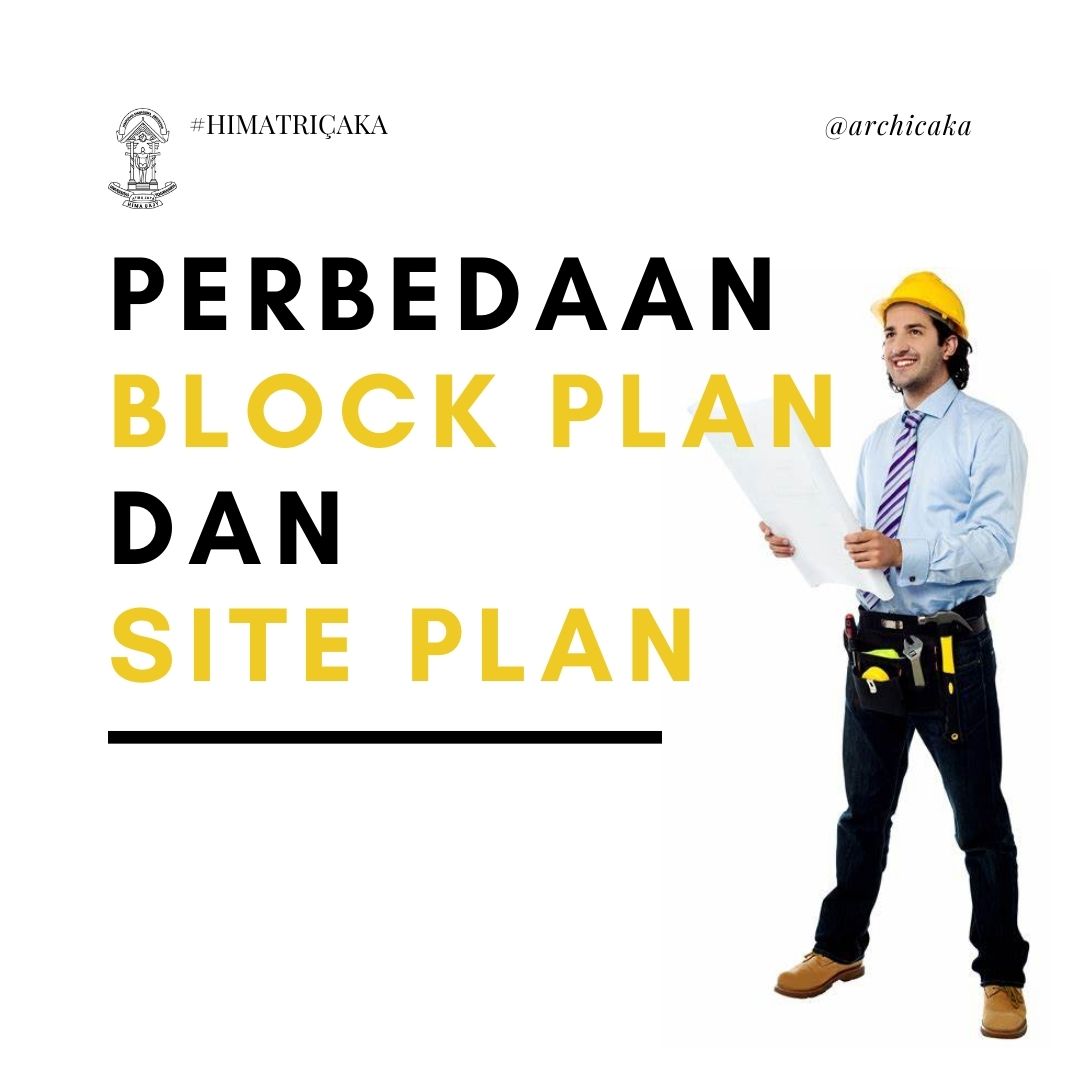 #HIMATRIÇAKA
@archicaka
PERBEDAAN
BLOCK PLAN
DAN
SITE PLAN